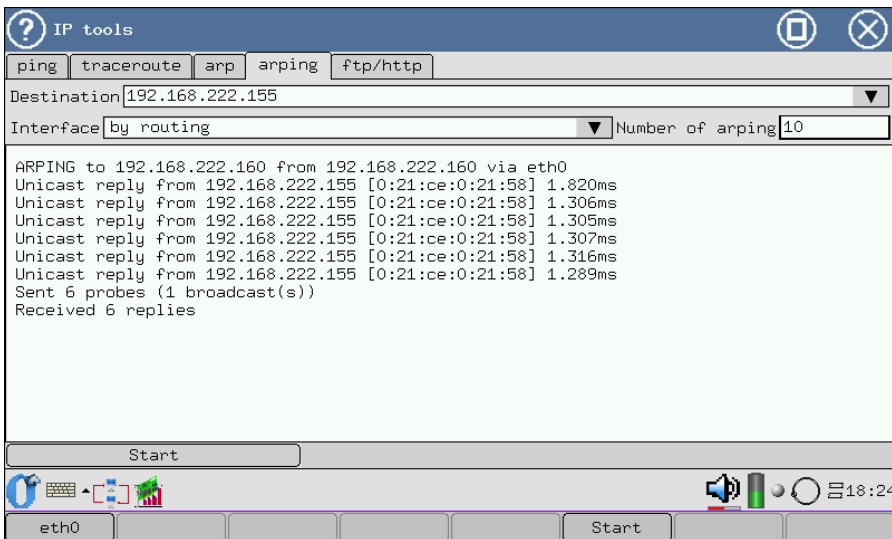 ? IP tools
ping traceroute arp arping ftp/http
Destination 192.168.222.155
Interface by routing Number of arping 10
ARPING to 192.168.222.160 from 192.168.222.160 via eth0
Unicast reply from 192.168.222.155 [0:21:ce:0:21:58] 1.820ms
Unicast reply from 192.168.222.155 [0:21:ce:0:21:58] 1.306ms
Unicast reply from 192.168.222.155 [0:21:ce:0:21:58] 1.305ms
Unicast reply from 192.168.222.155 [0:21:ce:0:21:58] 1.307ms
Unicast reply from 192.168.222.155 [0:21:ce:0:21:58] 1.316ms
Unicast reply from 192.168.222.155 [0:21:ce:0:21:58] 1.289ms
Sent 6 probes (1 broadcast(s))
Received 6 replies
Start
18:24
eth0 Start